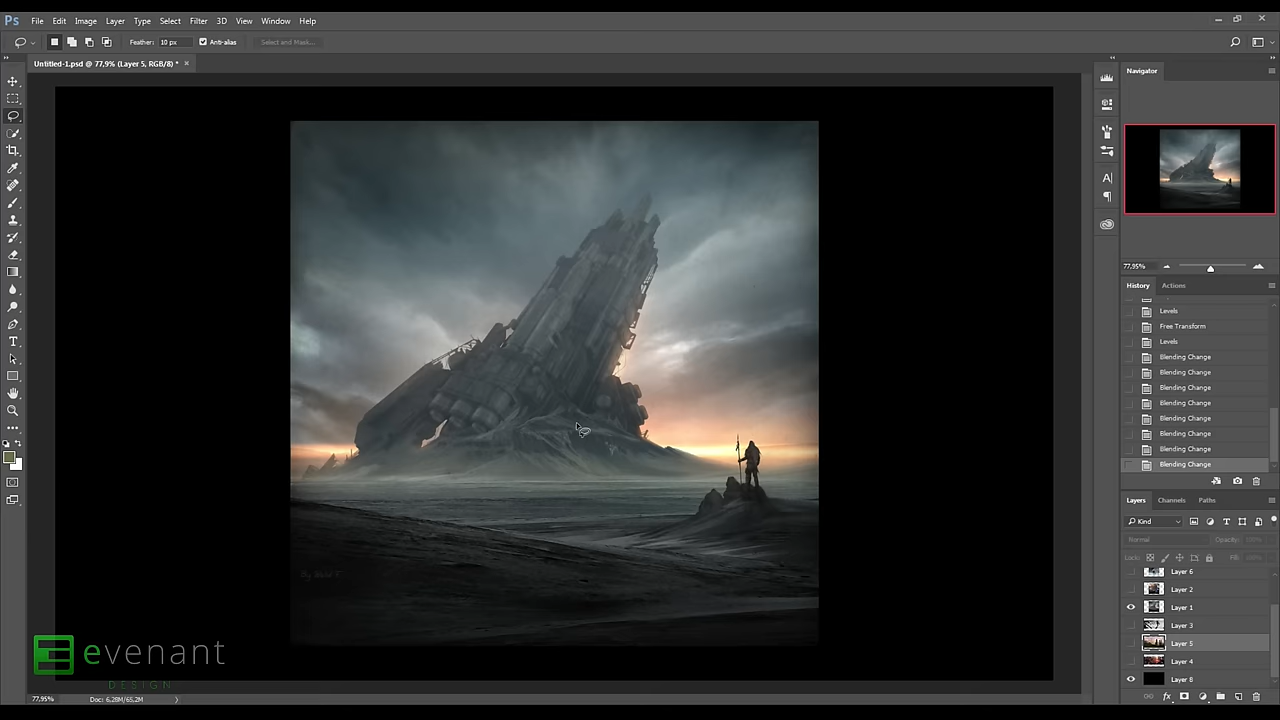 Ps File Edit Image Layer Type Select Filter 3D View Window Help
Feather: 10 px Anti-alias Select and Mask...
Untitled-1.psd @ 77,9% (Layer 5, RGB/8) *
Navigator
77,95%
History Actions
Levels
Free Transform
Levels
Blending Change
Blending Change
Blending Change
Blending Change
Blending Change
Blending Change
Blending Change
Blending Change
Layers Channels Paths
Kind
Normal Opacity: 100%
Lock: Fill: 100%
Layer 6
Layer 2
Layer 1
Layer 3
Layer 5
Layer 4
Layer 8
evenant
DESIGN
77,95% Doc: 6,28M/65,2M